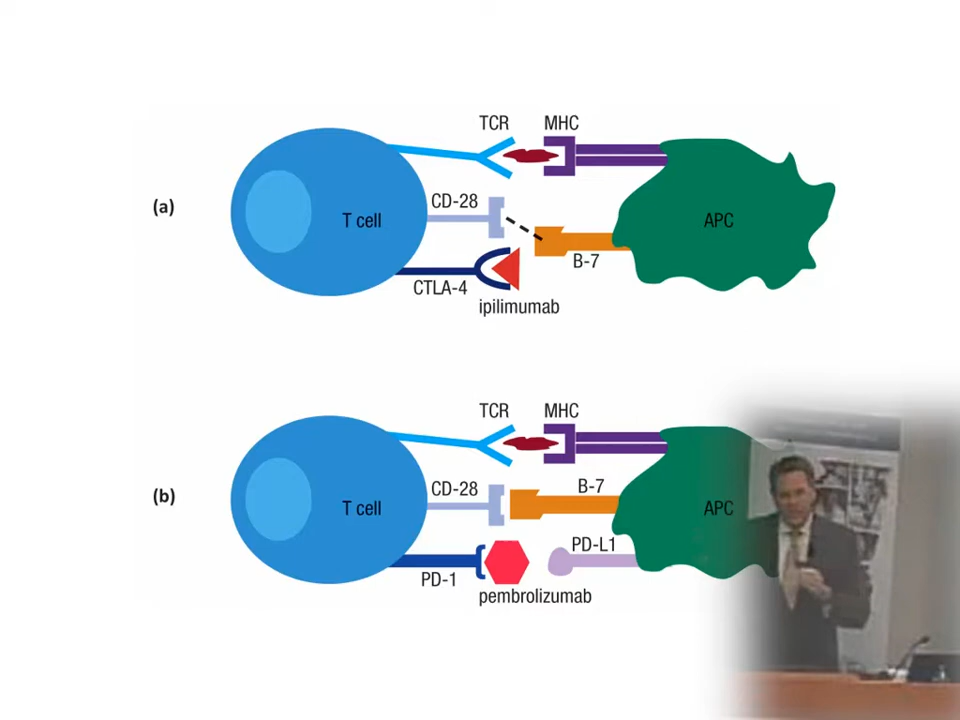 TCR MHC
CD-28
(a)
T cell
APC
B-7
CTLA-4
ipilimumab
TCR MHC
CD-28 B-7
(b)
T cell
APC
PD-L1
PD-1
pembrolizumab